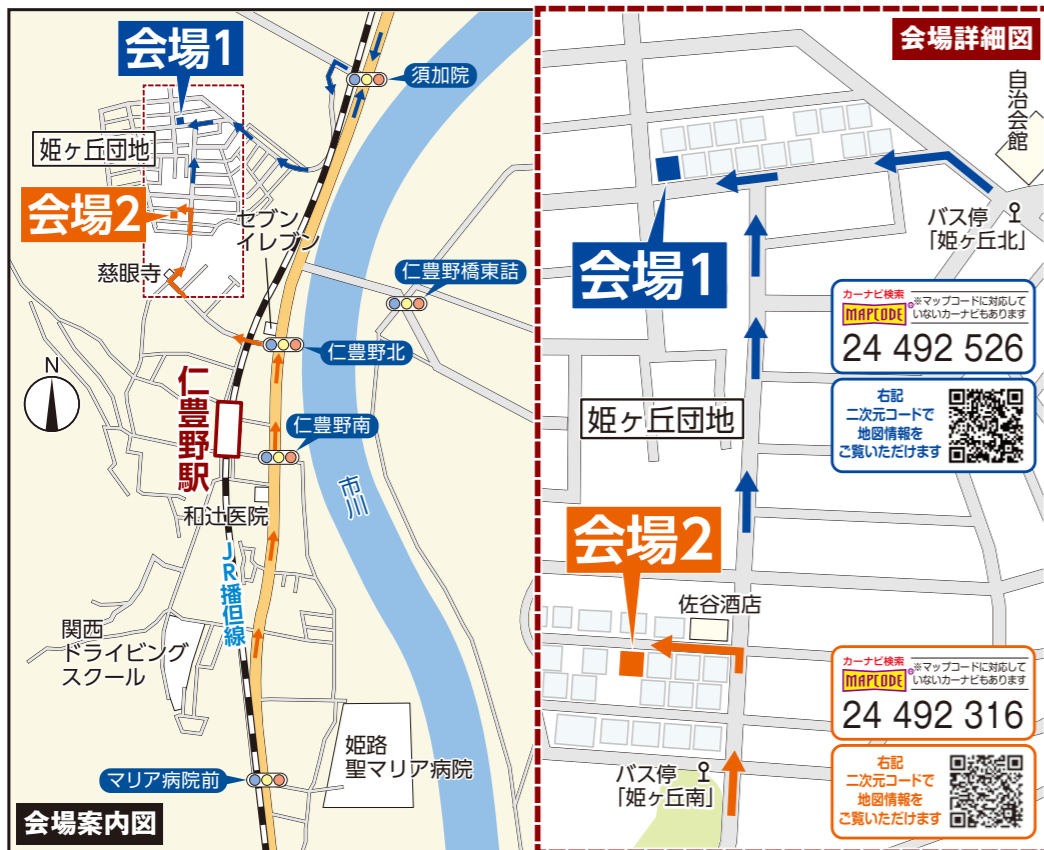 会場1
須加院
姫ヶ丘団地
会場2
セブン
イレブン
慈眼寺
仁豊野橋東詰
N
仁豊野北
仁豊野駅
仁豊野南
市川
和辻医院
JR播但線
関西
ドライビング
スクール
姫路
聖マリア病院
マリア病院前
会場案内図
会場詳細図
自治会館
バス停
「姫ヶ丘北」
会場1
カーナビ検索
MAPCODE®
※マップコードに対応して
いないカーナビもあります
24 492 526
右記
二次元コードで
地図情報を
ご覧いただけます
姫ヶ丘団地
会場2
佐谷酒店
カーナビ検索
MAPCODE®
※マップコードに対応して
いないカーナビもあります
24 492 316
バス停
「姫ヶ丘南」
右記
二次元コードで
地図情報を
ご覧いただけます